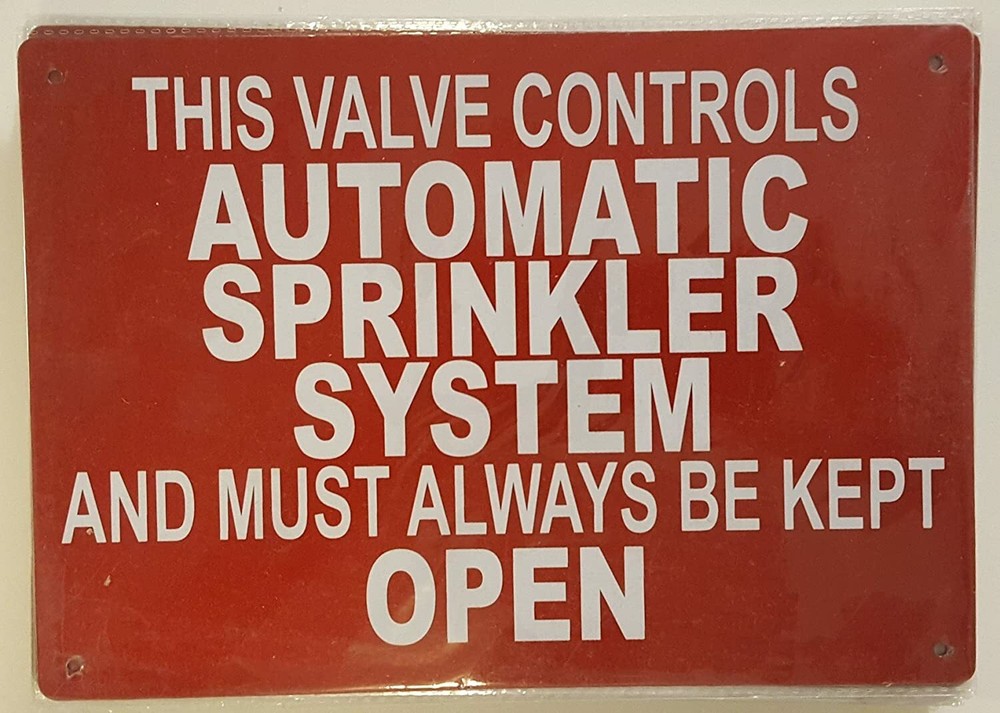 THIS VALVE CONTROLS
AUTOMATIC
SPRINKLER
SYSTEM
AND MUST ALWAYS BE KEPT
OPEN